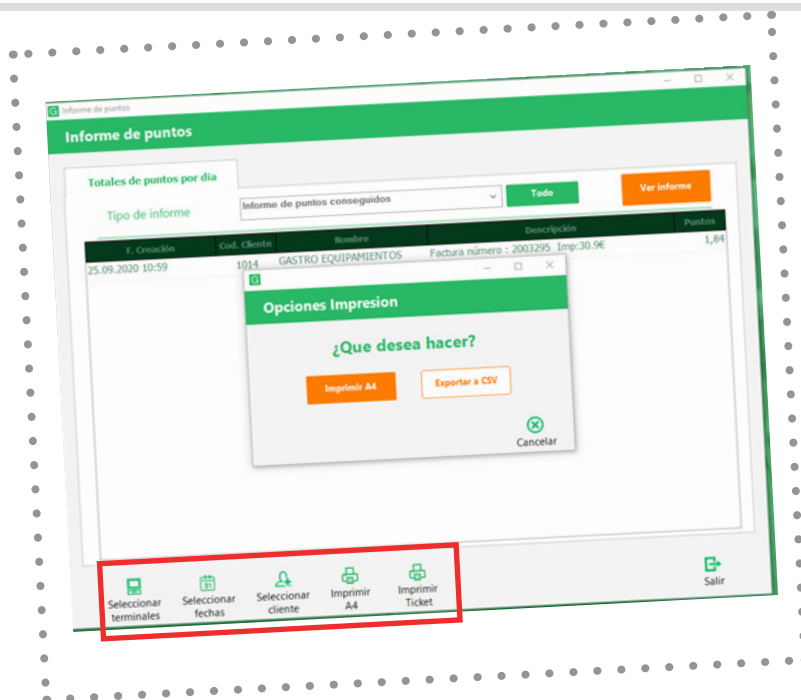 G Informe de puntos
Informe de puntos
Totales de puntos por dia
Tipo de informe
Informe de puntos conseguidos
Todo
Ver informe
F. Creación Cod. Cliente Nombre Descripción Puntos
25.09.2020 10:59 1014 GASTRO EQUIPAMIENTOS Factura número : 2003295 Imp:30.9€ 1,84
G
Opciones Impresion
¿Que desea hacer?
Imprimir A4
Exportar a CSV
Cancelar
Seleccionar
terminales
31
Seleccionar
fechas
Seleccionar
cliente
Imprimir
A4
Imprimir
Ticket
Salir